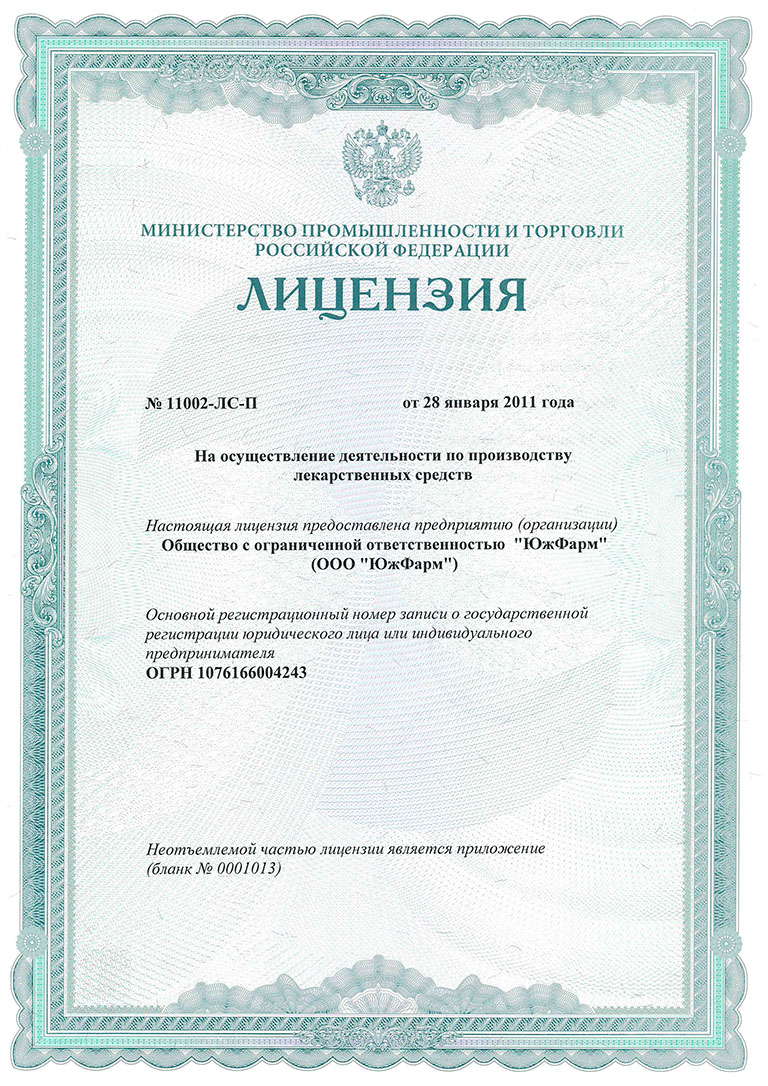 МИНИСТЕРСТВО ПРОМЫШЛЕННОСТИ И ТОРГОВЛИ
РОССИЙСКОЙ ФЕДЕРАЦИИ
ЛИЦЕНЗИЯ
№ 11002-ЛС-П от 28 января 2011 года
На осуществление деятельности по производству
лекарственных средств
Настоящая лицензия предоставлена предприятию (организации)
Общество с ограниченной ответственностью "ЮжФарм"
(ООО "ЮжФарм")
Основной регистрационный номер записи о государственной
регистрации юридического лица или индивидуального
предпринимателя
ОГРН 1076166004243
Неотъемлемой частью лицензии является приложение
(бланк № 0001013)